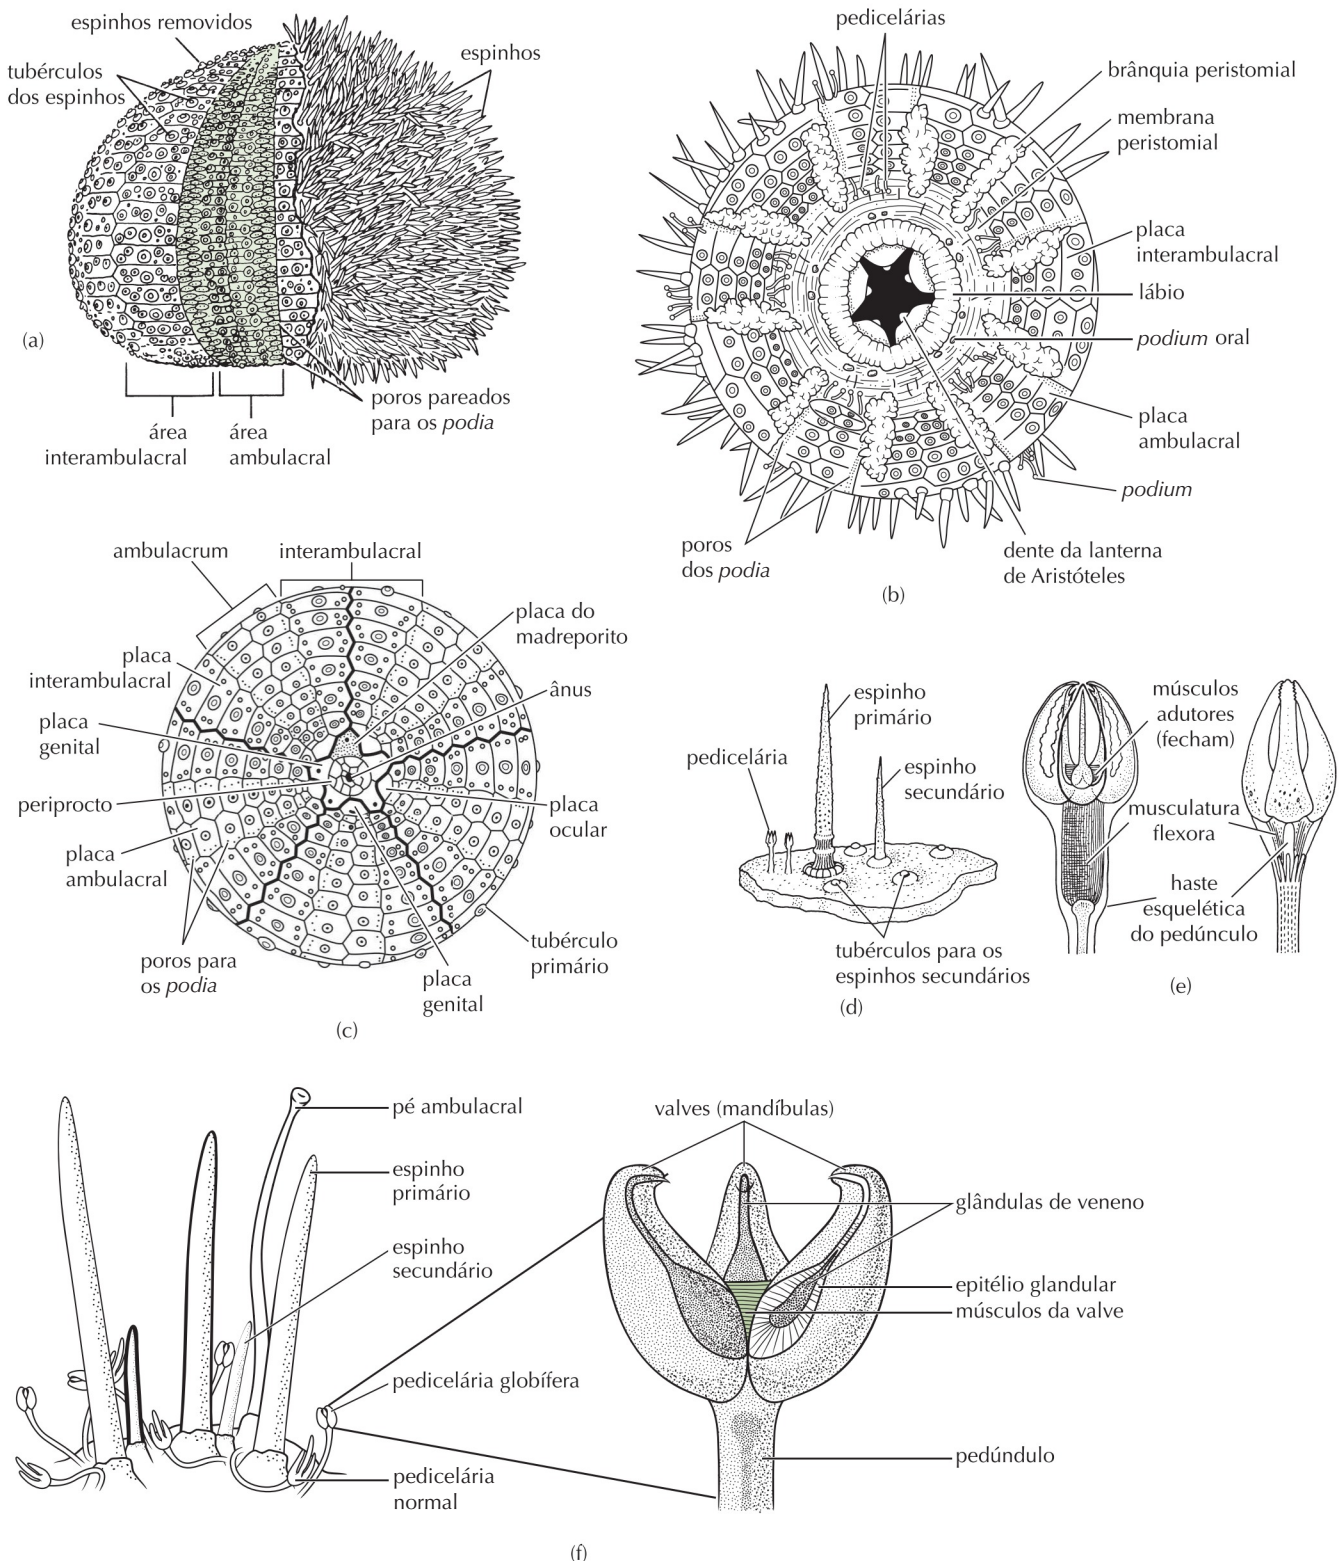 espinhos removidos
tubérculos
dos espinhos
espinhos
(a)
poros pareados
para os podia
área
interambulacral
área
ambulacral
pedicelárias
brânquia peristomial
membrana
peristomial
placa
interambulacral
lábio
podium oral
placa
ambulacral
podium
poros
dos podia
dente da lanterna
de Aristóteles
(b)
ambulacrum
interambulacral
placa do
madreporito
placa
interambulacral
ânus
placa
genital
periprocto
placa
ocular
placa
ambulacral
tubérculo
primário
poros para
os podia
placa
genital
(c)
espinho
primário
pedicelária
espinho
secundário
tubérculos para os
espinhos secundários
(d)
músculos
adutores
(fecham)
musculatura
flexora
haste
esquelética
do pedúnculo
(e)
pé ambulacral
espinho
primário
espinho
secundário
pedicelária globífera
pedicelária
normal
valves (mandíbulas)
glândulas de veneno
epitélio glandular
músculos da valve
pedúndulo
(f)